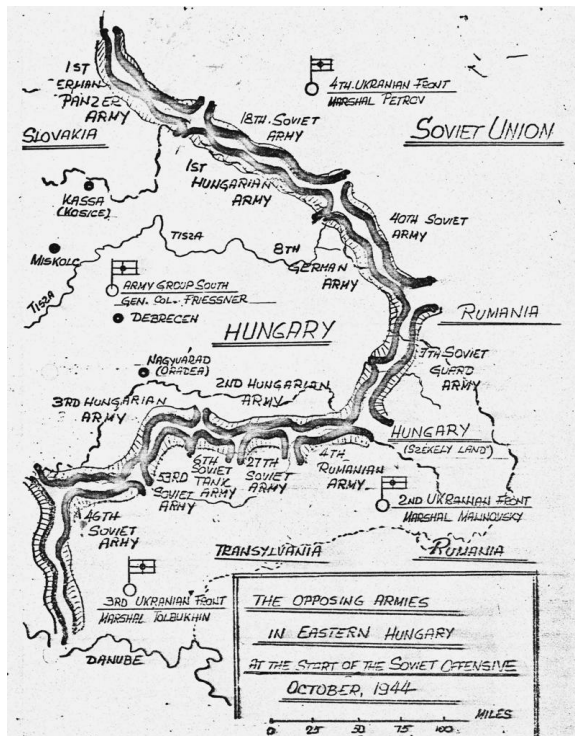 1ST
ERMAN
PANZER
ARMY
SLOVAKIA
4TH. UKRANIAN FRONT
MARSHAL PETROV
18TH. SOVIET
ARMY
SOVIET UNION
1ST
HUNGARIAN
ARMY
KASSA
(KOSICE)
40TH SOVIET
ARMY
TISZA
8TH
GERMAN
ARMY
MISKOLC
TISZA
ARMY GROUP SOUTH
GEN. COL. FRIESSNER
DEBRECEN
RUMANIA
HUNGARY
NAGYVÁRAD
(ORADEA)
7TH SOVIET
GUARD
ARMY
2ND HUNGARIAN
ARMY
3RD HUNGARIAN
ARMY
HUNGARY
(SZÉKELY LAND)
6TH
SOVIET
TANK
ARMY
27TH
SOVIET
ARMY
4TH
RUMANIAN
ARMY
53RD
SOVIET
ARMY
2ND UKRANIAN FRONT
MARSHAL MALINOVSKY
46TH
SOVIET
ARMY
TRANSYLVANIA
RUMANIA
3RD UKRANIAN FRONT
MARSHAL TOLBUKHIN
DANUBE
THE OPPOSING ARMIES
IN EASTERN HUNGARY
AT THE START OF THE SOVIET OFFENSIVE
OCTOBER, 1944
MILES
0 25 50 75 100